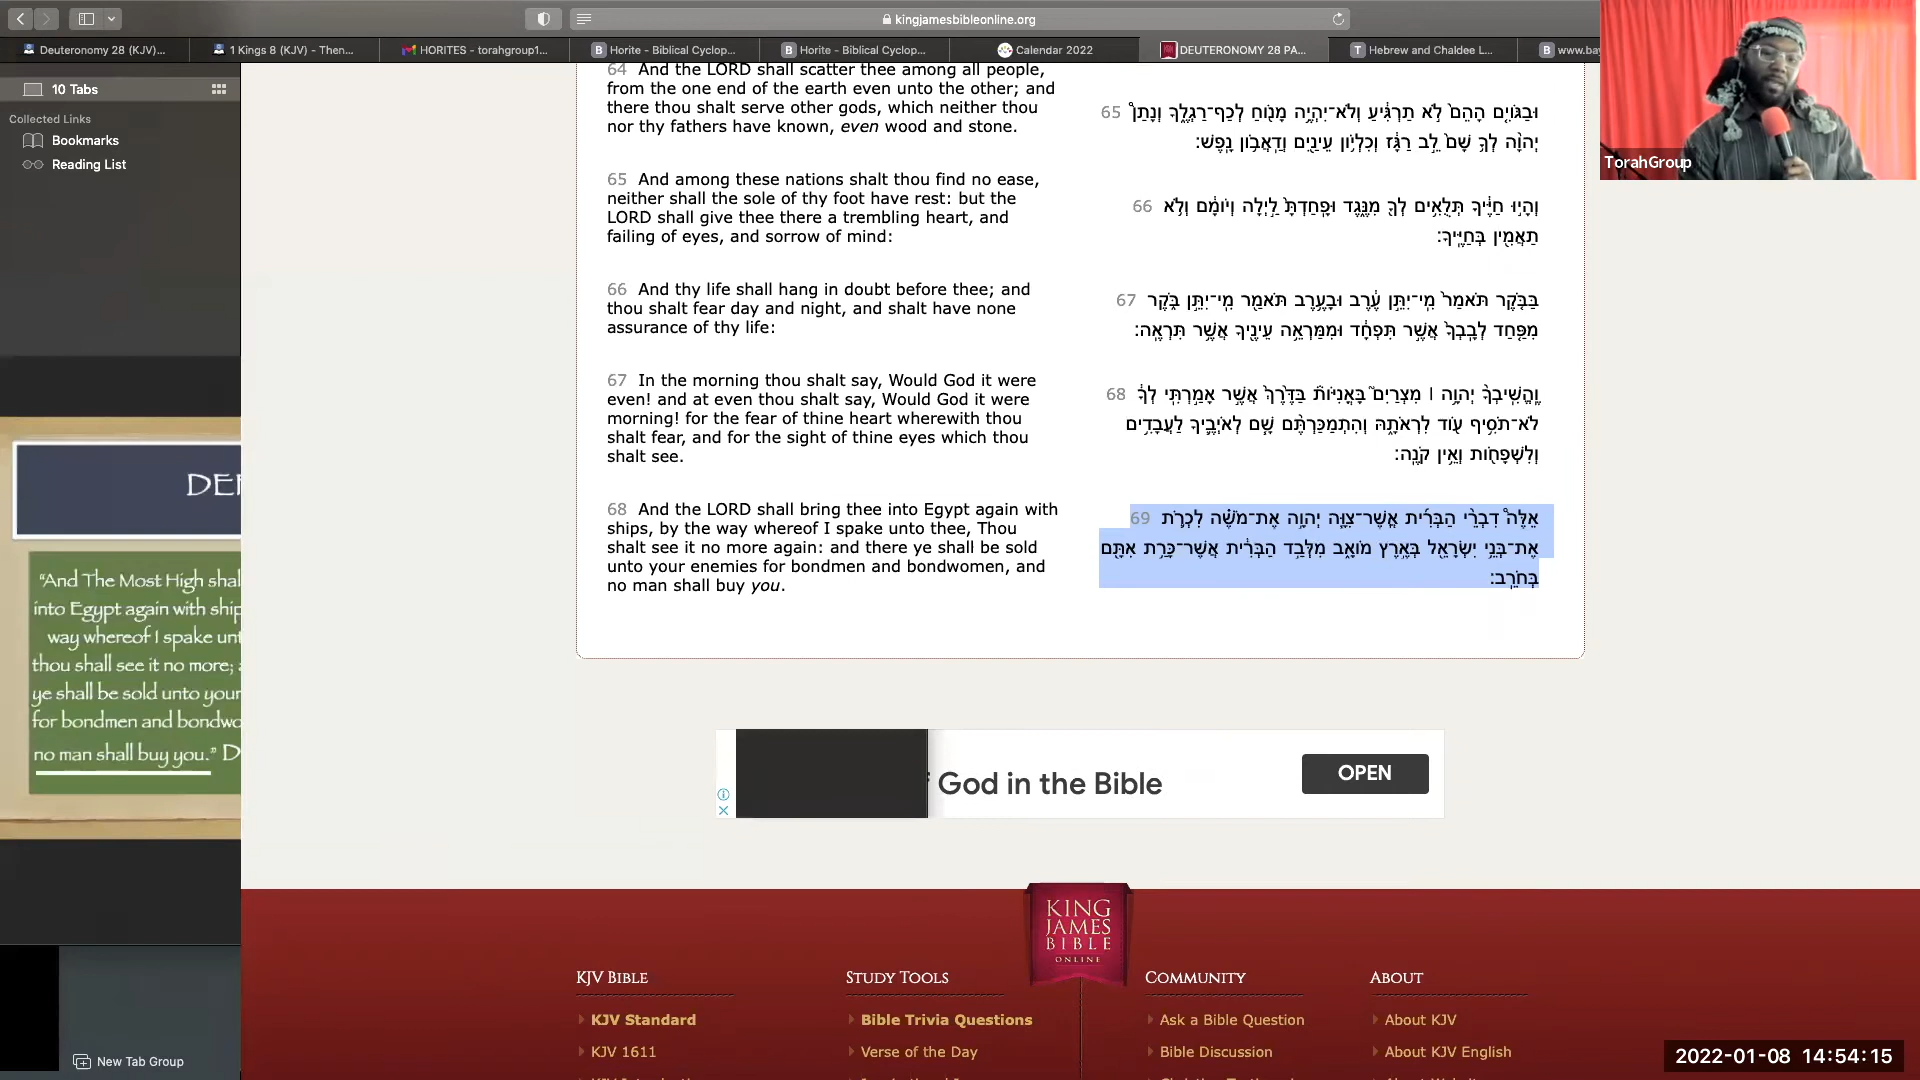 kingjamesbibleonline.org
Deuteronomy 28 (KJV)...
1 Kings 8 (KJV) - Then...
HORITES - torahgroup1...
Horite - Biblical Cyclop...
Horite - Biblical Cyclop...
Calendar 2022
DEUTERONOMY 28 PA...
Hebrew and Chaldee L...
10 Tabs
Collected Links
Bookmarks
Reading List
64 And the LORD shall scatter thee among all people,
from the one end of the earth even unto the other; and
there thou shalt serve other gods, which neither thou
nor thy fathers have known, even wood and stone.
65 And among these nations shalt thou find no ease,
neither shall the sole of thy foot have rest: but the
LORD shall give thee there a trembling heart, and
failing of eyes, and sorrow of mind:
66 And thy life shall hang in doubt before thee; and
thou shalt fear day and night, and shalt have none
assurance of thy life:
67 In the morning thou shalt say, Would God it were
even! and at even thou shalt say, Would God it were
morning! for the fear of thine heart wherewith thou
shalt fear, and for the sight of thine eyes which thou
shalt see.
68 And the LORD shall bring thee into Egypt again with
ships, by the way whereof I spake unto thee, Thou
shalt see it no more again: and there ye shall be sold
unto your enemies for bondmen and bondwomen, and
no man shall buy you.
65 וּבַגֹּויִ֤ם הָהֵם֙ לֹ֣א תַרְגִּ֔יעַ וְלֹא־יִהְיֶ֥ה מָנֹ֖וחַ לְכַף־רַגְלֶ֑ךָ וְנָתַן֩
יְהוָ֨ה לְךָ֥ שָׁם֙ לֵ֣ב רַגָּ֔ז וְכִלְיֹ֥ון עֵינַ֖יִם וְדַֽאֲבֹ֥ון נָֽפֶשׁ׃
66 וְהָי֣וּ חַיֶּ֔יךָ תְּלֻאִ֥ים לְךָ֖ מִנֶּ֑גֶד וּפָֽחַדְתָּ֙ לַ֣יְלָה וְיֹומָ֔ם וְלֹ֥א
תַאֲמִ֖ין בְּחַיֶּֽיךָ׃
67 בַּבֹּ֤קֶר תֹּאמַר֙ מִֽי־יִתֵּ֣ן עֶ֔רֶב וּבָעֶ֥רֶב תֹּאמַ֖ר מִֽי־יִתֵּ֣ן בֹּ֑קֶר
מִפַּ֤חַד לְבָֽבְךָ֙ אֲשֶׁ֣ר תִּפְחָ֔ד וּמִמַּרְאֵ֥ה עֵינֶ֖יךָ אֲשֶׁ֥ר תִּרְאֶֽה׃
68 וֶֽהֱשִֽׁיבְךָ֨ יְהוָ֥ה ׀ מִצְרַיִם֮ בָּאֳנִיֹּות֒ בַּדֶּ֙רֶךְ֙ אֲשֶׁ֣ר אָמַ֣רְתִּֽי לְךָ֔
לֹא־תֹסִ֥יף עֹ֖וד לִרְאֹתָ֑הּ וְהִתְמַכַּרְתֶּ֨ם שָׁ֧ם לְאֹיְבֶ֛יךָ לַעֲבָדִ֥ים
וְלִשְׁפָחֹ֖ות וְאֵ֥ין קֹנֶֽה׃
69 אֵלֶּה֩ דִבְרֵ֨י הַבְּרִ֜ית אֲֽשֶׁר־צִוָּ֧ה יְהוָ֣ה אֶת־מֹשֶׁ֗ה לִכְרֹ֛ת
אֶת־בְּנֵ֥י יִשְׂרָאֵ֖ל בְּאֶ֣רֶץ מֹואָ֑ב מִלְּבַ֣ד הַבְּרִ֔ית אֲשֶׁר־כָּרַ֥ת אִתָּ֖ם
בְּחֹרֵֽב׃
TorahGroup
“And The Most High shal
into Egypt again with ship
way whereof I spake unt
thou shall see it no more;
ye shall be sold unto your
for bondmen and bondwo
no man shall buy you.” D
God in the Bible
OPEN
KING
JAMES
BIBLE
ONLINE
KJV BIBLE
KJV Standard
KJV 1611
STUDY TOOLS
Bible Trivia Questions
Verse of the Day
COMMUNITY
Ask a Bible Question
Bible Discussion
ABOUT
About KJV
About KJV English
New Tab Group
2022-01-08 14:54:15